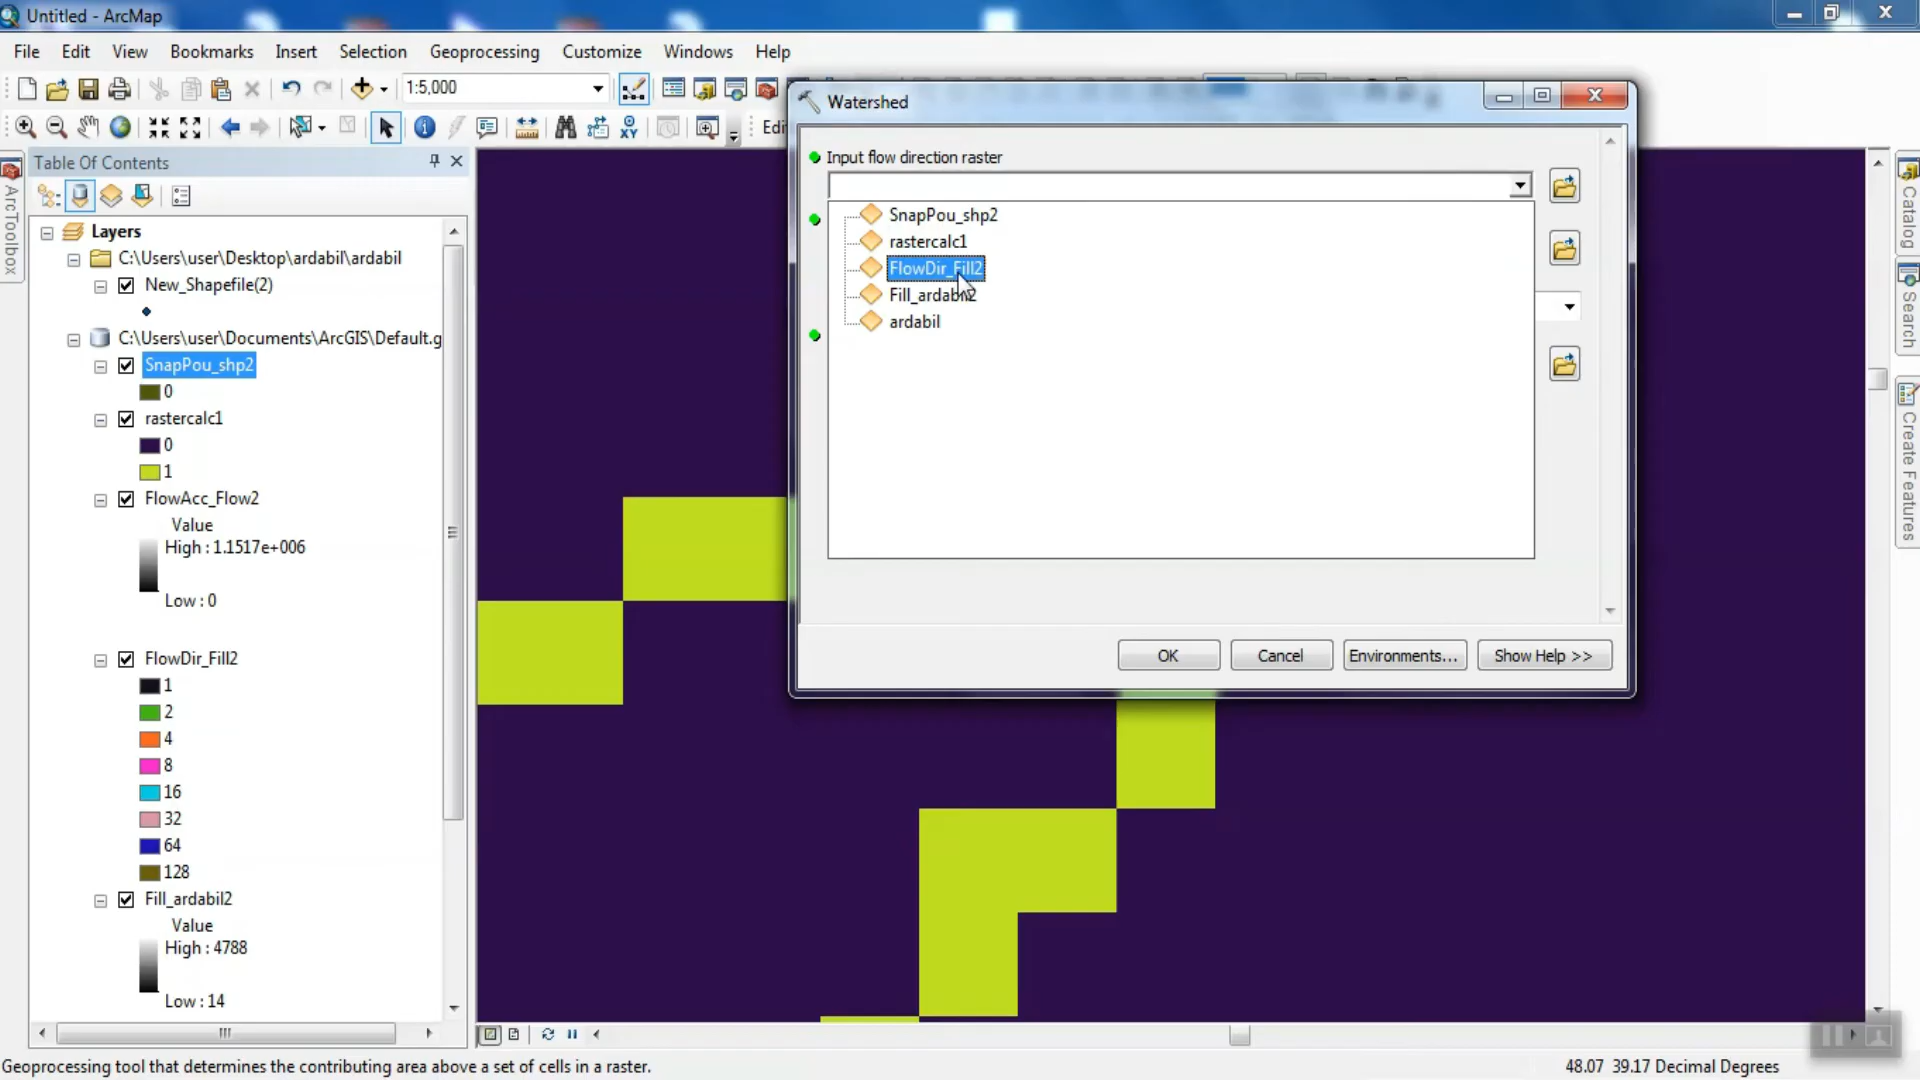 Untitled - ArcMap
File Edit View Bookmarks Insert Selection Geoprocessing Customize Windows Help
1:5,000
Edi
Table Of Contents
ArcToolbox
Layers
C:\Users\user\Desktop\ardabil\ardabil
New_Shapefile(2)
C:\Users\user\Documents\ArcGIS\Default.g
SnapPou_shp2
0
rastercalc1
0
1
FlowAcc_Flow2
Value
High : 1.1517e+006
Low : 0
FlowDir_Fill2
1
2
4
8
16
32
64
128
Fill_ardabil2
Value
High : 4788
Low : 14
Watershed
Input flow direction raster
SnapPou_shp2
rastercalc1
FlowDir_Fill2
Fill_ardabil2
ardabil
OK Cancel Environments... Show Help >>
Catalog
Search
Create Features
Geoprocessing tool that determines the contributing area above a set of cells in a raster.
48.07 39.17 Decimal Degrees